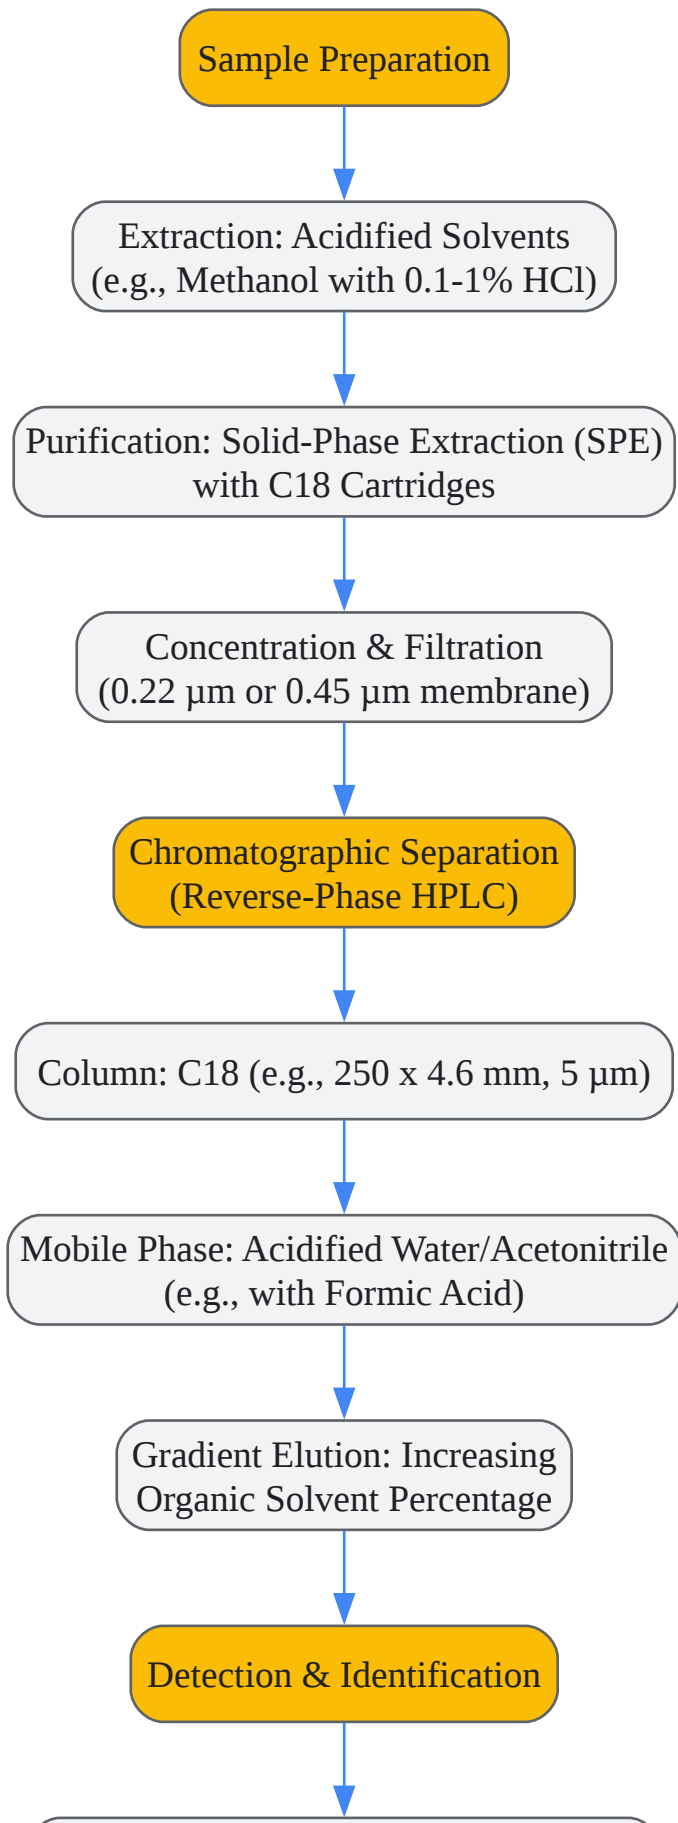 Sample Preparation
Extraction: Acidified Solvents
(e.g., Methanol with 0.1-1% HCl)
Purification: Solid-Phase Extraction (SPE)
with C18 Cartridges
Concentration & Filtration
(0.22 µm or 0.45 µm membrane)
Chromatographic Separation
(Reverse-Phase HPLC)
Column: C18 (e.g., 250 x 4.6 mm, 5 µm)
Mobile Phase: Acidified Water/Acetonitrile
(e.g., with Formic Acid)
Gradient Elution: Increasing
Organic Solvent Percentage
Detection & Identification